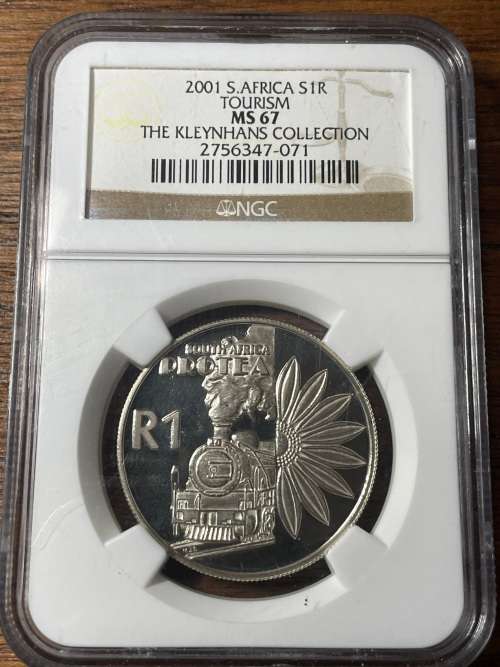 2001 S.AFRICA S1R
TOURISM
MS 67
THE KLEYNHANS COLLECTION
2756347-071
NGC
SOUTH AFRICA
PROTEA
R1